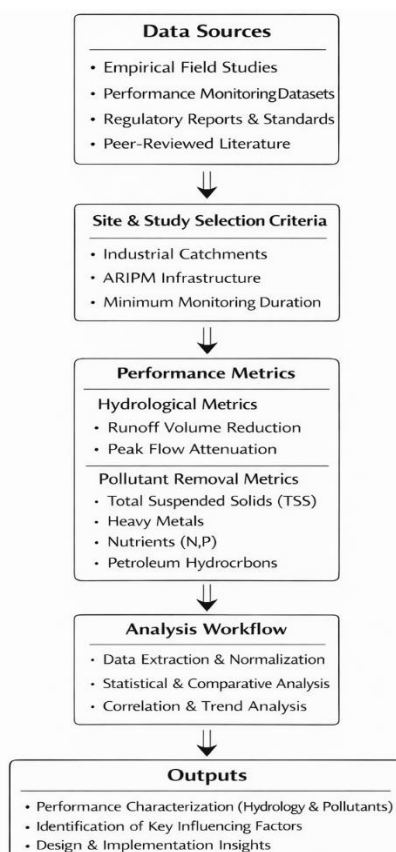 Data Sources
• Empirical Field Studies
• Performance Monitoring Datasets
• Regulatory Reports & Standards
• Peer-Reviewed Literature
Site & Study Selection Criteria
• Industrial Catchments
• ARIPM Infrastructure
• Minimum Monitoring Duration
Performance Metrics
Hydrological Metrics
• Runoff Volume Reduction
• Peak Flow Attenuation
Pollutant Removal Metrics
• Total Suspended Solids (TSS)
• Heavy Metals
• Nutrients (N,P)
• Petroleum Hydrocrbons
Analysis Workflow
• Data Extraction & Normalization
• Statistical & Comparative Analysis
• Correlation & Trend Analysis
Outputs
• Performance Characterization (Hydrology & Pollutants)
• Identification of Key Influencing Factors
• Design & Implementation Insights